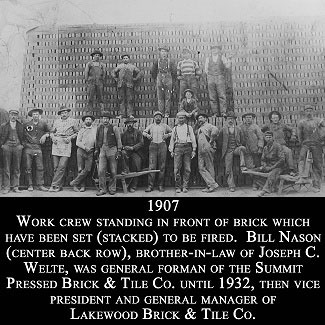 1907
Work crew standing in front of brick which
have been set (stacked) to be fired. Bill Nason
(center back row), brother-in-law of Joseph C.
Welte, was general forman of the Summit
Pressed Brick & Tile Co. until 1932, then vice
president and general manager of
Lakewood Brick & Tile Co.